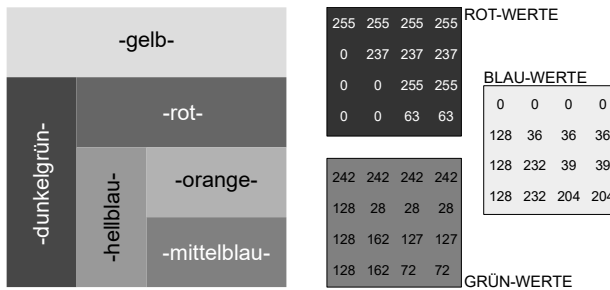 -gelb-
-rot-
-dunkelgrün-
-hellblau-
-orange-
-mittelblau-
ROT-WERTE
255 255 255 255
0 237 237 237
0 0 255 255
0 0 63 63
BLAU-WERTE
0 0 0 0
128 36 36 36
128 232 39 39
128 232 204 204
242 242 242 242
128 28 28 28
128 162 127 127
128 162 72 72
GRÜN-WERTE